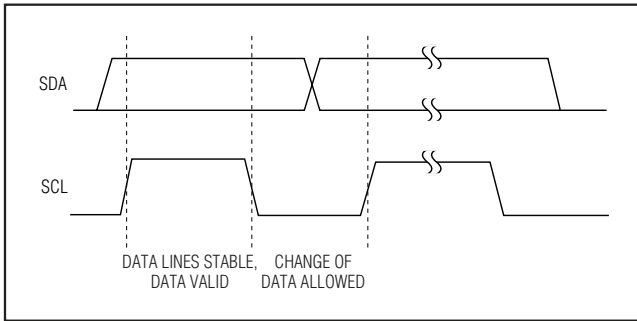 SDA
SCL
DATA LINES STABLE,
DATA VALID
CHANGE OF
DATA ALLOWED